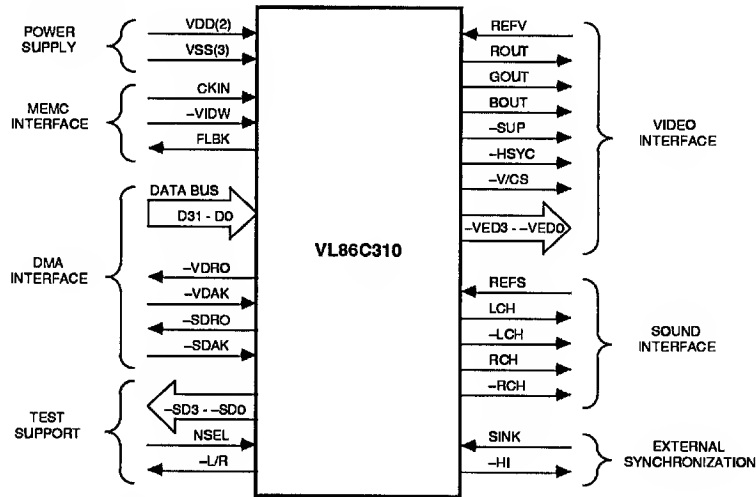 POWER
SUPPLY
VDD(2)
VSS(3)
MEMC
INTERFACE
CKIN
–VIDW
FLBK
DMA
INTERFACE
DATA BUS
D31 - D0
–VDRO
–VDAK
–SDRO
–SDAK
TEST
SUPPORT
–SD3 - –SD0
NSEL
–L/R
VL86C310
REFV
ROUT
GOUT
BOUT
–SUP
–HSYC
–V/CS
–VED3 - –VED0
VIDEO
INTERFACE
REFS
LCH
–LCH
RCH
–RCH
SOUND
INTERFACE
SINK
–HI
EXTERNAL
SYNCHRONIZATION